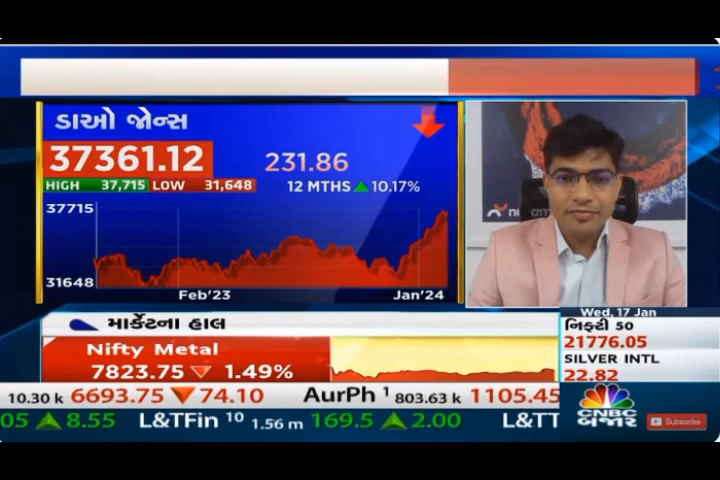 ડાઓ જોન્સ
37361.12 231.86
HIGH 37,715 LOW 31,648 12 MTHS 10.17%
37715
31648
Feb'23 Jan'24
Wed, 17 Jan
માર્કેટના હાલ
નિફ્ટી 50
21776.05
Nifty Metal
7823.75 1.49%
SILVER INTL
22.82
10.30 k 6693.75 74.10 AurPh 1 803.63 k 1105.45
CNBC
બજાર
Subscribe
05 8.55 L&TFin 10 1.56 m 169.5 2.00 L&TT